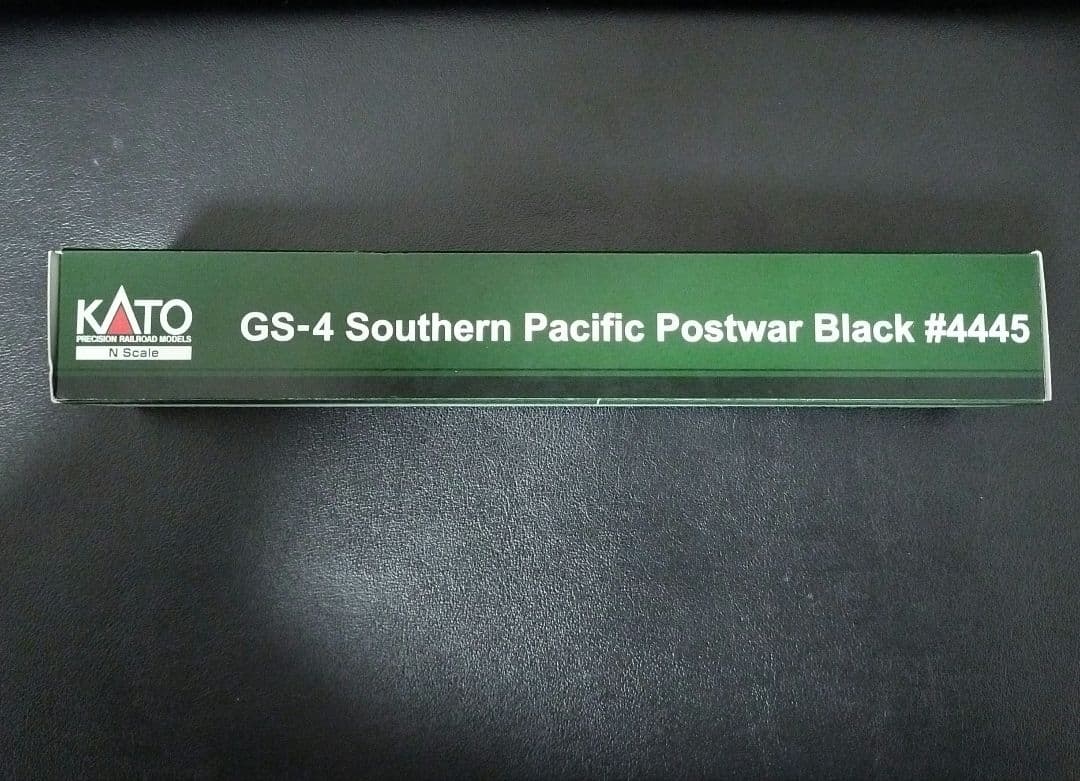 KATO
PRECISION RAILROAD MODELS
N Scale
GS-4 Southern Pacific Postwar Black #4445